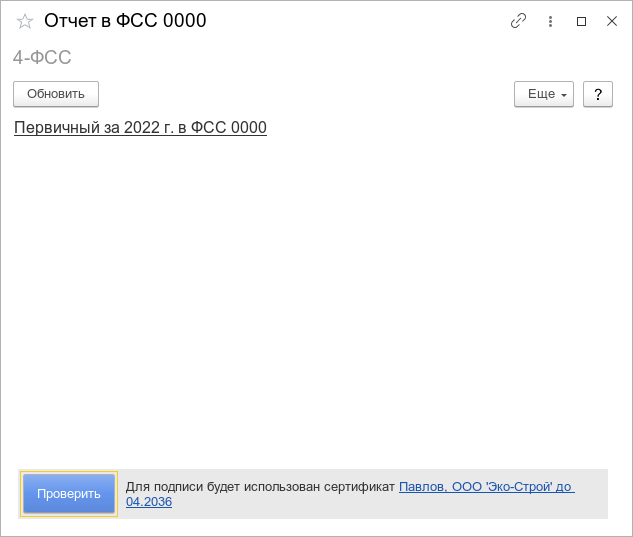 Отчет в ФСС 0000
4-ФСС
Обновить
Еще
?
Первичный за 2022 г. в ФСС 0000
Проверить
Для подписи будет использован сертификат Павлов, ООО 'Эко-Строй' до
04.2036